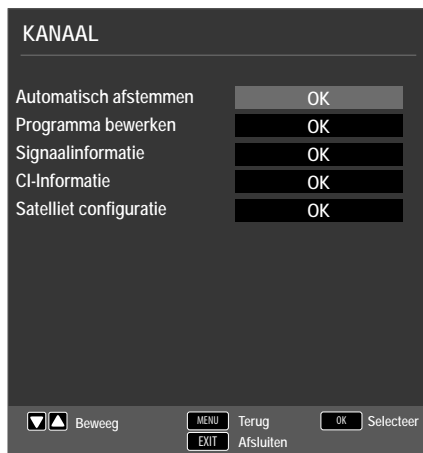 KANAAL
Automatisch afstemmen OK
Programma bewerken OK
Signaalinformatie OK
CI-Informatie OK
Satelliet configuratie OK
Beweeg MENU Terug OK Selecteer
EXIT Afsluiten